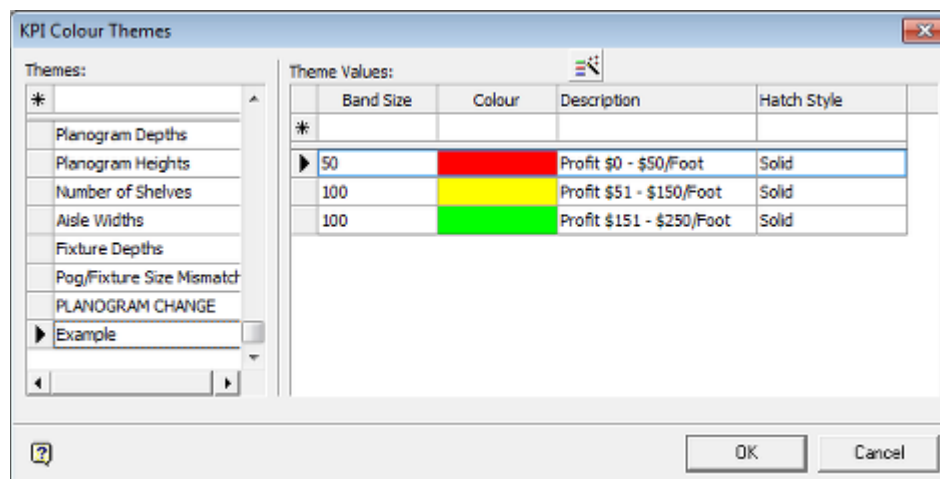 KPI Colour Themes
Themes:
Planogram Depths
Planogram Heights
Number of Shelves
Aisle Widths
Fixture Depths
Pog/Fixture Size Mismatch
PLANOGRAM CHANGE
Example
Theme Values:
Band Size Colour Description Hatch Style
50 Profit $0 - $50/Foot Solid
100 Profit $51 - $150/Foot Solid
100 Profit $151 - $250/Foot Solid
OK Cancel